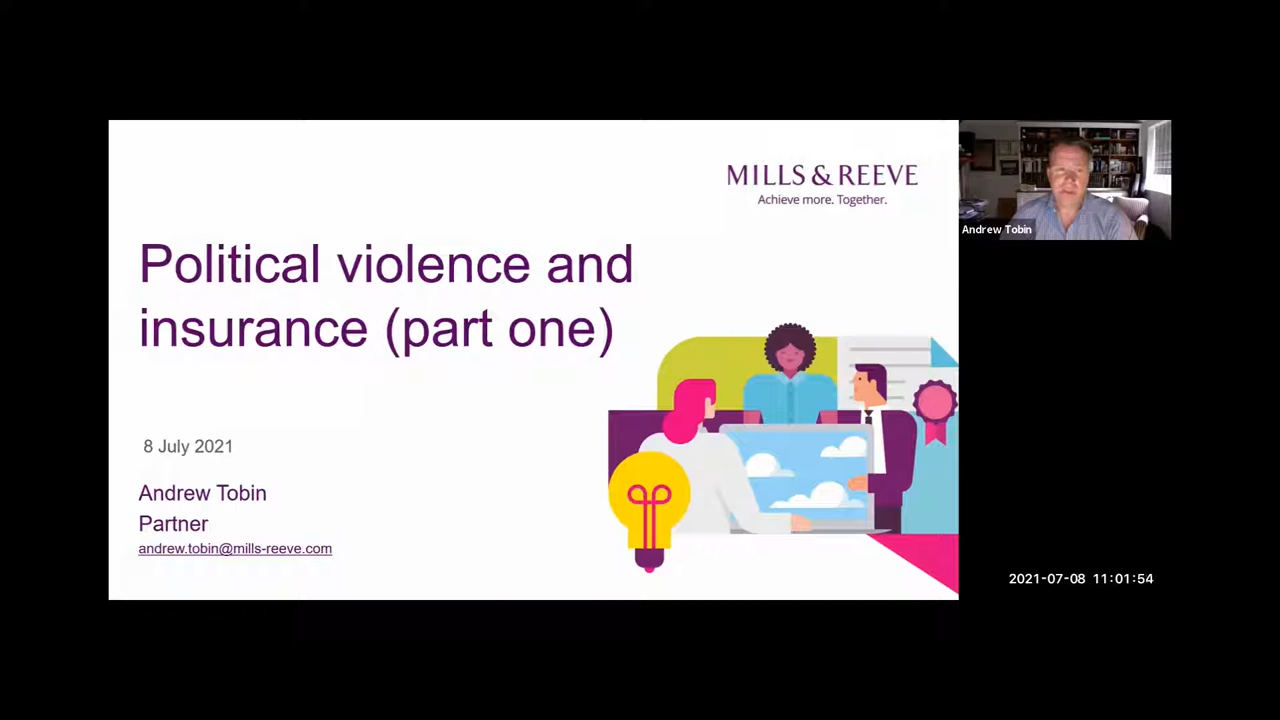 MILLS & REEVE
Achieve more. Together.
Political violence and
insurance (part one)
8 July 2021
Andrew Tobin
Partner
andrew.tobin@mills-reeve.com
Andrew Tobin
2021-07-08 11:01:54